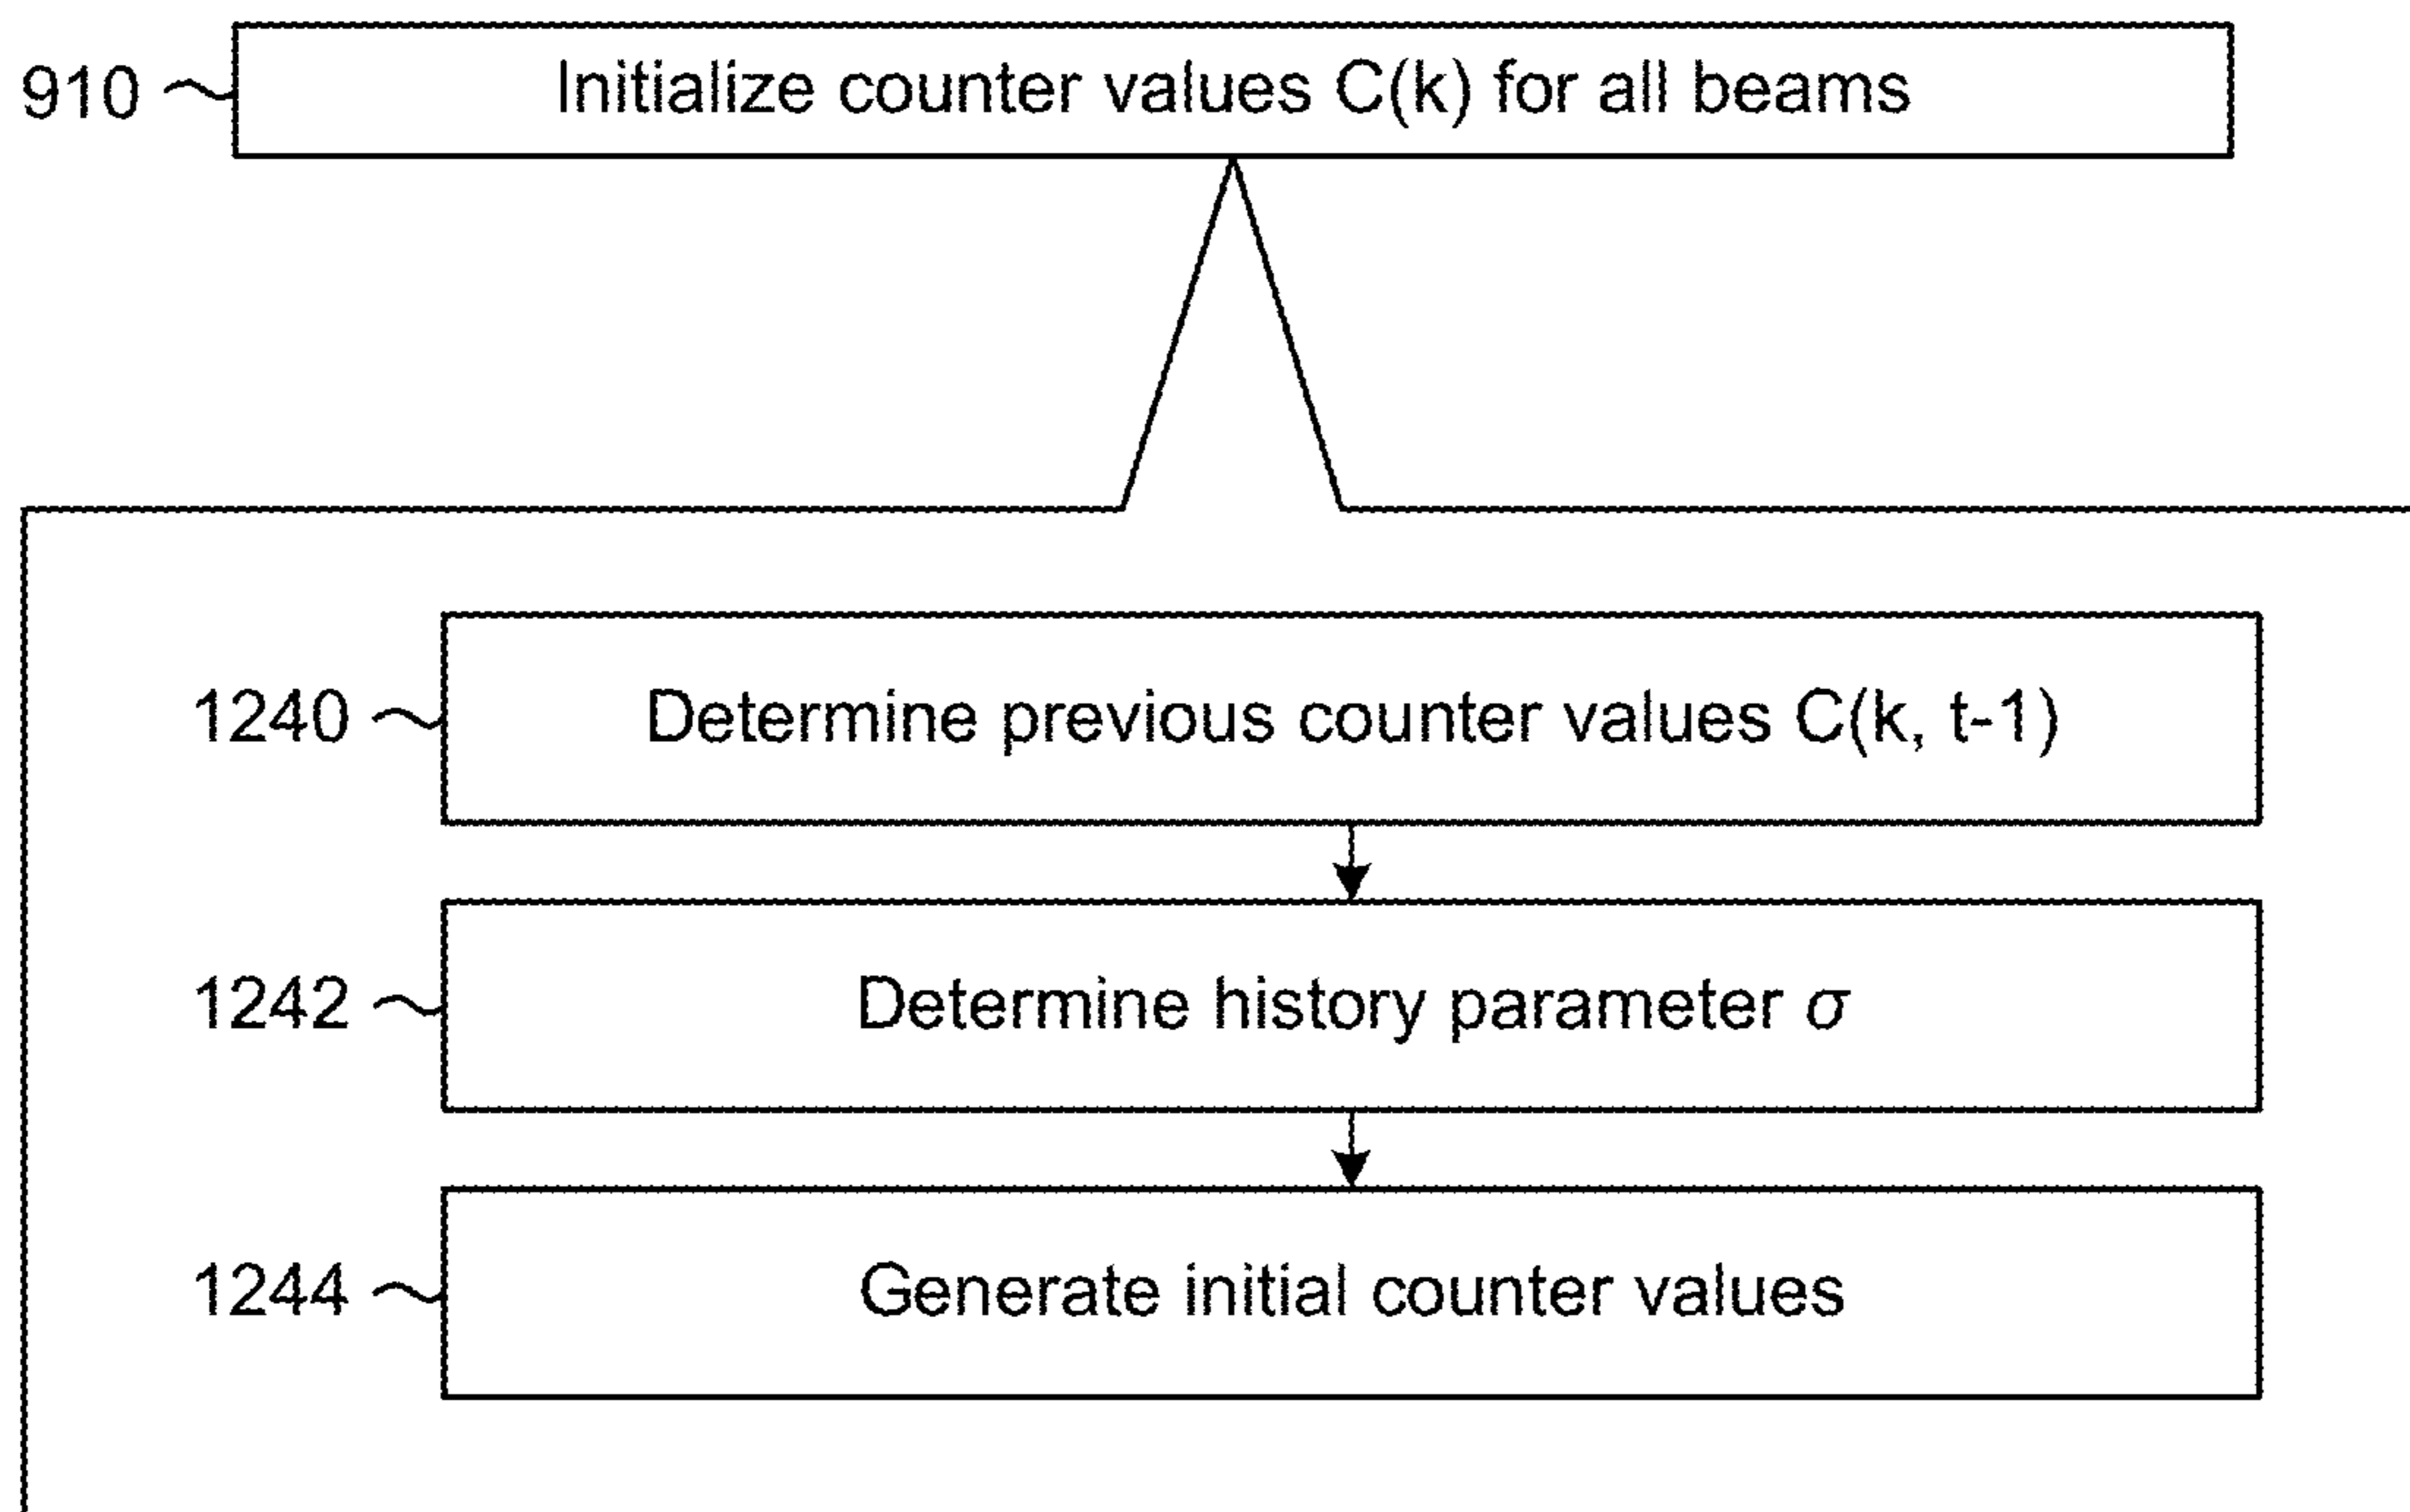 910 Initialize counter values C(k) for all beams
1240 Determine previous counter values C(k, t-1)
1242 Determine history parameter σ
1244 Generate initial counter values